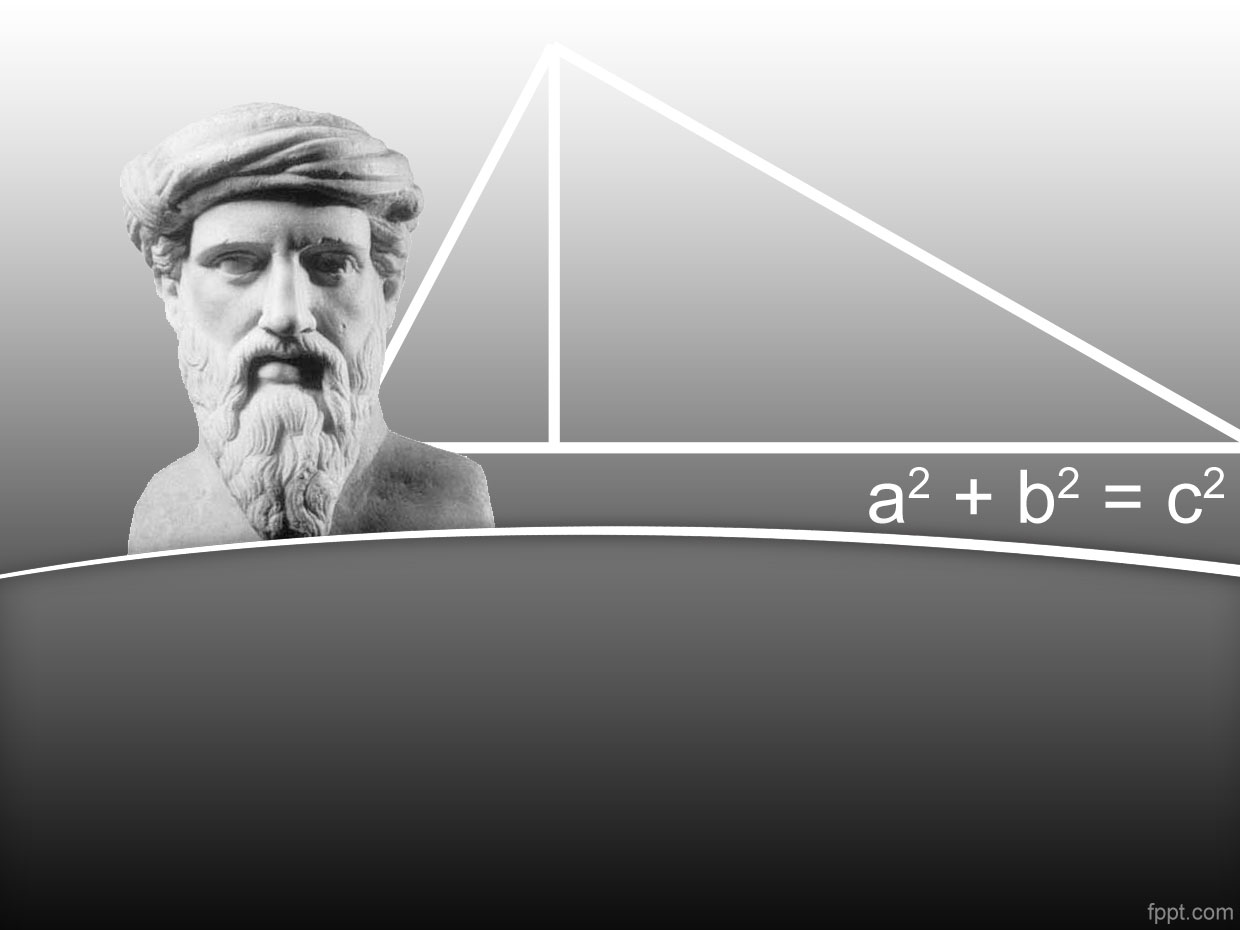 a² + b² = c²
fppt.com